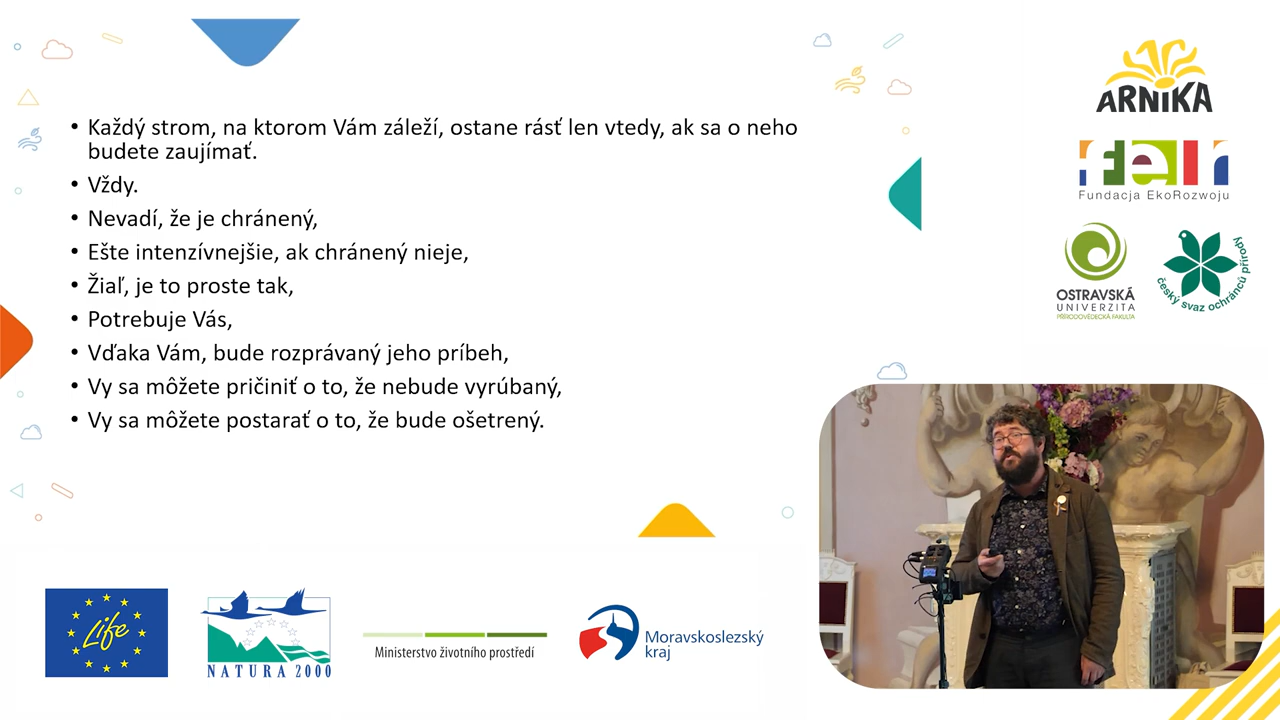 • Každý strom, na ktorom Vám záleží, ostane rásť len vtedy, ak sa o neho
budete zaujímať.
• Vždy.
• Nevadí, že je chránený,
• Ešte intenzívnejšie, ak chránený nieje,
• Žiaľ, je to proste tak,
• Potrebuje Vás,
• Vďaka Vám, bude rozprávaný jeho príbeh,
• Vy sa môžete pričiniť o to, že nebude vyrúbaný,
• Vy sa môžete postarať o to, že bude ošetrený.
ARNIKA
feer
Fundacja EkoRozwoju
OSTRAVSKÁ
UNIVERZITA
PŘÍRODOVĚDECKÁ FAKULTA
český svaz ochránců přírody
Life
NATURA 2000
Ministerstvo životního prostředí
Moravskoslezský
kraj